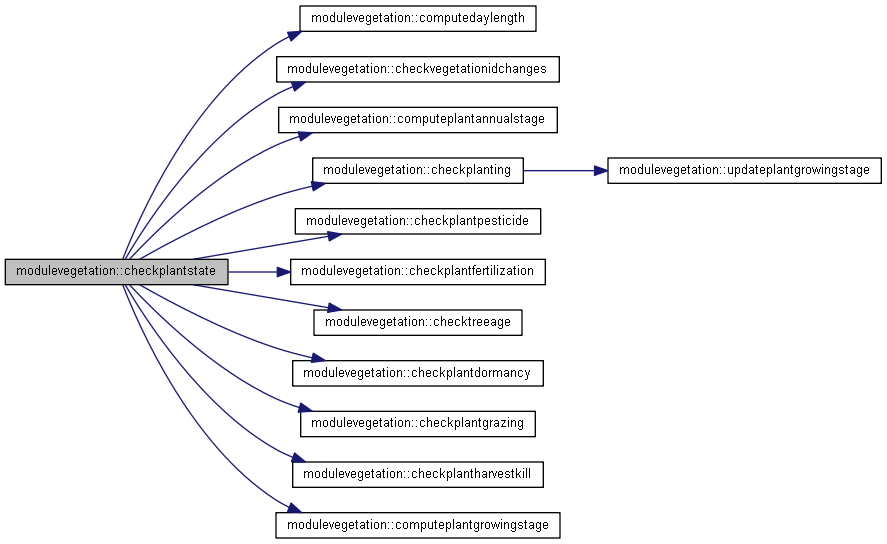 modulevegetation::computedaylength
modulevegetation::checkvegetationidchanges
modulevegetation::computeplantannualstage
modulevegetation::checkplanting
modulevegetation::updateplantgrowingstage
modulevegetation::checkplantpesticide
modulevegetation::checkplantstate
modulevegetation::checkplantfertilization
modulevegetation::checktreeage
modulevegetation::checkplantdormancy
modulevegetation::checkplantgrazing
modulevegetation::checkplantharvestkill
modulevegetation::computeplantgrowingstage